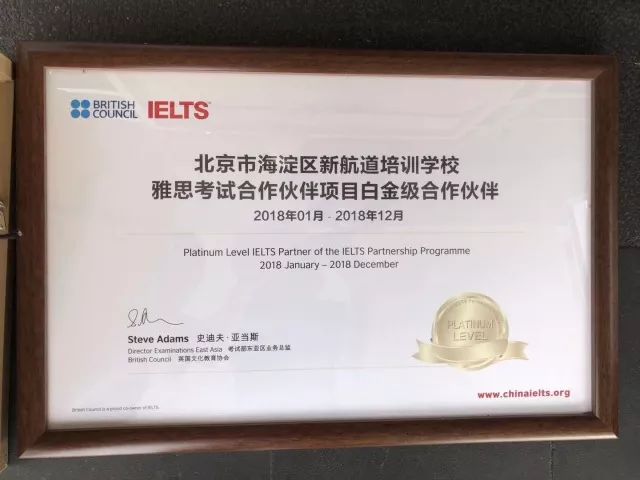 BRITISH
COUNCIL
IELTS
北京市海淀区新航道培训学校
雅思考试合作伙伴项目白金级合作伙伴
2018年01月 - 2018年12月
Platinum Level IELTS Partner of the IELTS Partnership Programme
2018 January – 2018 December
Steve Adams 史迪夫·亚当斯
Director Examinations East Asia 考试部东亚区业务总监
British Council 英国文化教育协会
PLATINUM
LEVEL
www.chinaielts.org
British Council is a proud co-owner of IELTS.